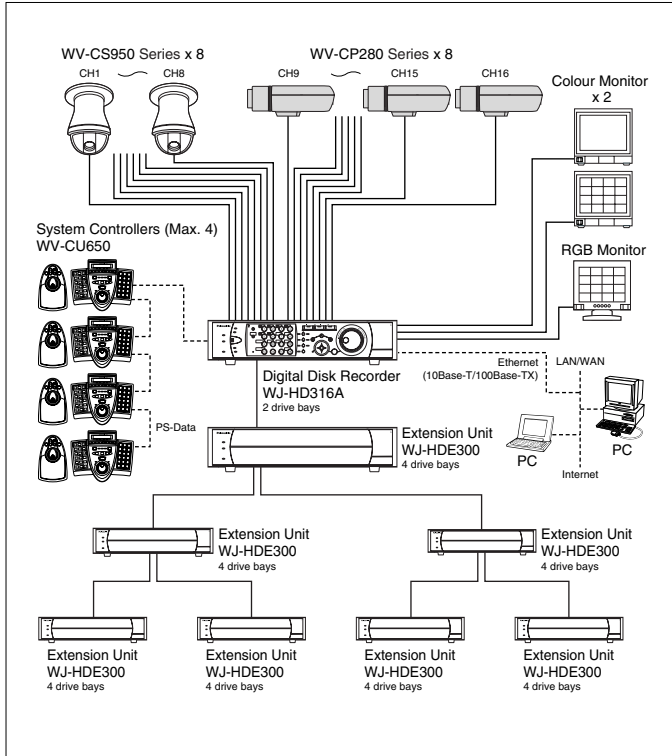 WV-CS950 Series x 8
WV-CP280 Series x 8
CH1
CH8
CH9
CH15
CH16
Colour Monitor
x 2
System Controllers (Max. 4)
WV-CU650
RGB Monitor
Ethernet
(10Base-T/100Base-TX)
LAN/WAN
Digital Disk Recorder
WJ-HD316A
2 drive bays
PS-Data
Extension Unit
WJ-HDE300
4 drive bays
PC
PC
Internet
Extension Unit
WJ-HDE300
4 drive bays
Extension Unit
WJ-HDE300
4 drive bays
Extension Unit
WJ-HDE300
4 drive bays
Extension Unit
WJ-HDE300
4 drive bays
Extension Unit
WJ-HDE300
4 drive bays
Extension Unit
WJ-HDE300
4 drive bays